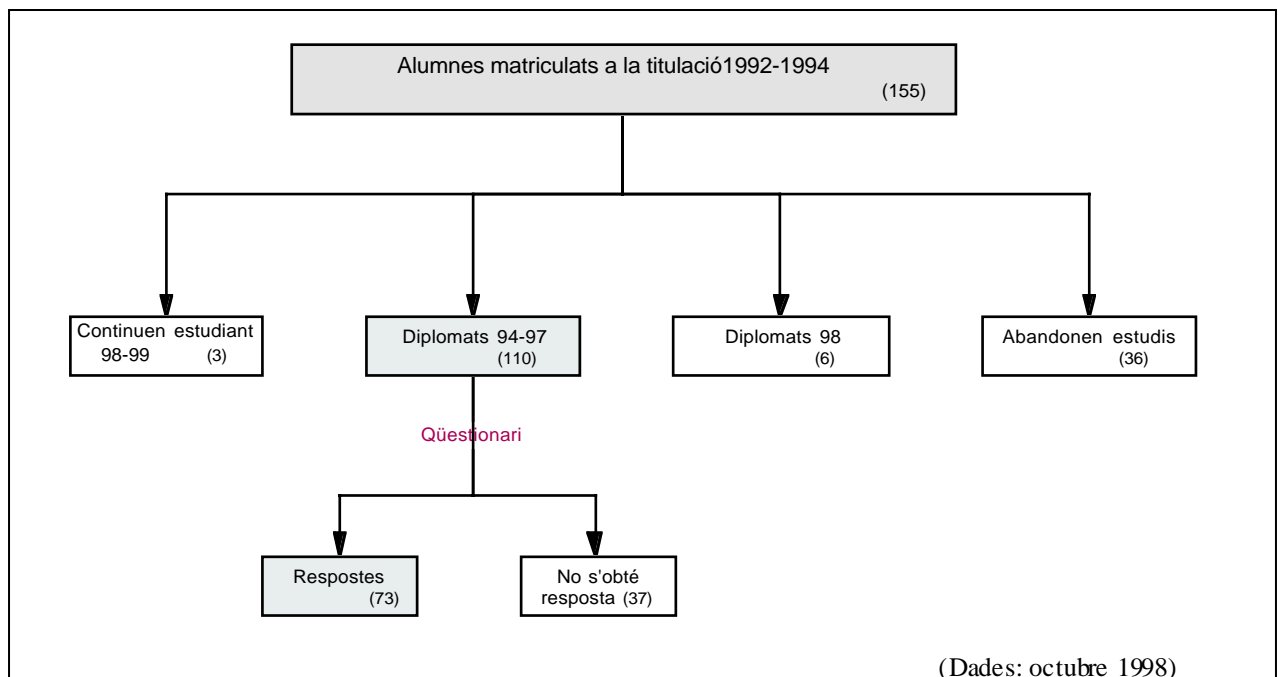 Alumnes matriculats a la titulació1992-1994
(155)
Continuen estudiant
98-99 (3)
Diplomats 94-97
(110)
Diplomats 98
(6)
Abandonen estudis
(36)
Qüestionari
Respostes
(73)
No s'obté
resposta (37)
(Dades: octubre 1998)